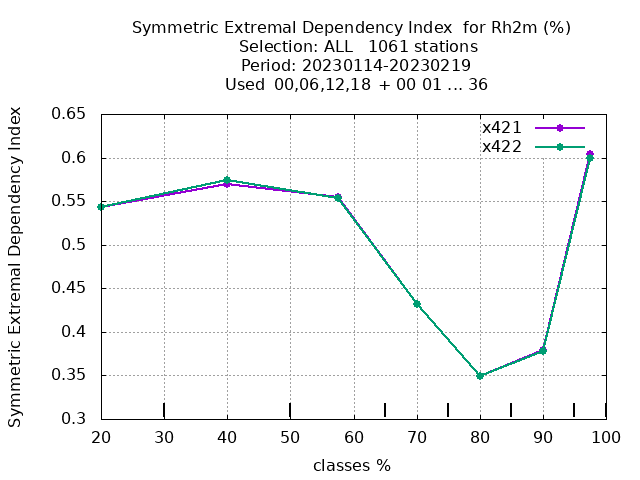 Symmetric Extremal Dependency Index  for Rh2m (%)
Selection: ALL   1061 stations
Period: 20230114-20230219
Used  00,06,12,18  + 00 01 ... 36
Symmetric Extremal Dependency Index
0.65
0.6
0.55
0.5
0.45
0.4
0.35
0.3
x421
x422
20 30 40 50 60 70 80 90 100
classes %